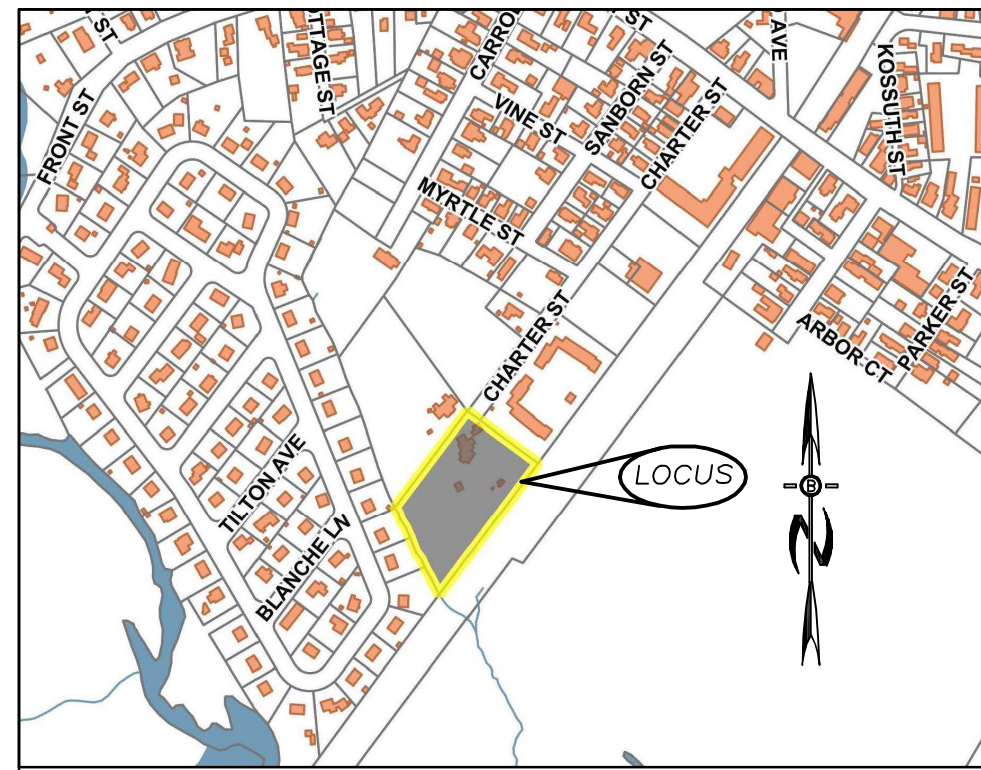 ST
OTTAGE ST
CARRO
ST
AVE
KOSSUTH ST
FRONT ST
VINE ST
SANBORN ST
CHARTER ST
MYRTLE ST
CHARTER ST
PARKER ST
ARBOR CT
LOCUS
B
N
TILTON AVE
BLANCHE LN